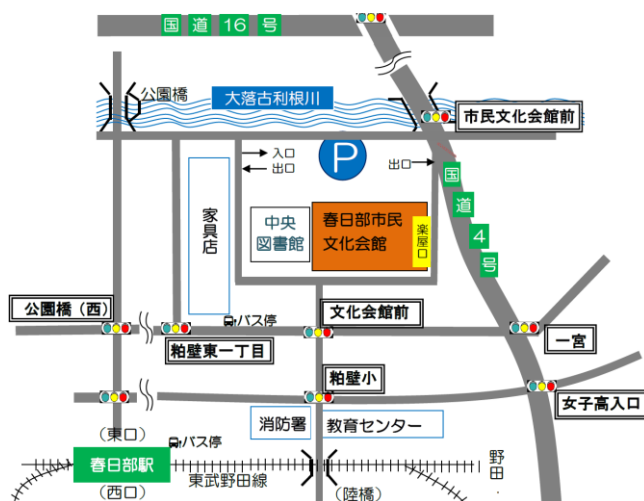 国道16号
公園橋
大落古利根川
市民文化会館前
入口
出口
P
出口
国道4号
家具店
中央
図書館
春日部市民
文化会館
楽屋口
公園橋（西）
バス停
文化会館前
粕壁東一丁目
一宮
粕壁小
女子高入口
消防署
教育センター
（東口）
バス停
春日部駅
東武野田線
野田
（西口）
（陸橋）